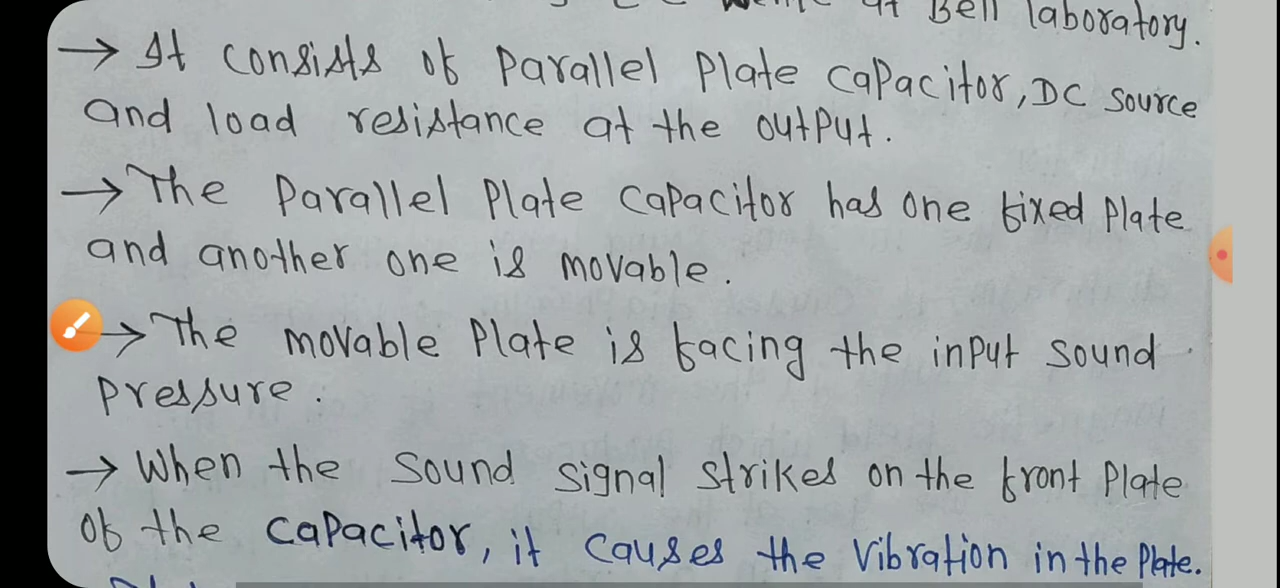 at Bell laboratory.
→ It consists of Parallel Plate Capacitor, DC source
and load resistance at the output.
→ The Parallel Plate capacitor has one fixed Plate
and another one is movable.
→ The movable Plate is facing the input sound
Pressure.
→ When the sound signal strikes on the front Plate
of the capacitor, it causes the Vibration in the Plate.